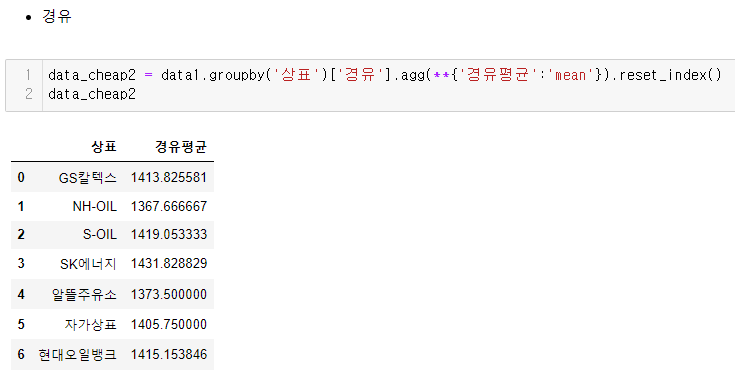 • 경유
1 data_cheap2 = data1.groupby('상표')['경유'].agg(**{'경유평균':'mean'}).reset_index()
2 data_cheap2
상표 경유평균
0 GS칼텍스 1413.825581
1 NH-OIL 1367.666667
2 S-OIL 1419.053333
3 SK에너지 1431.828829
4 알뜰주유소 1373.500000
5 자가상표 1405.750000
6 현대오일뱅크 1415.153846